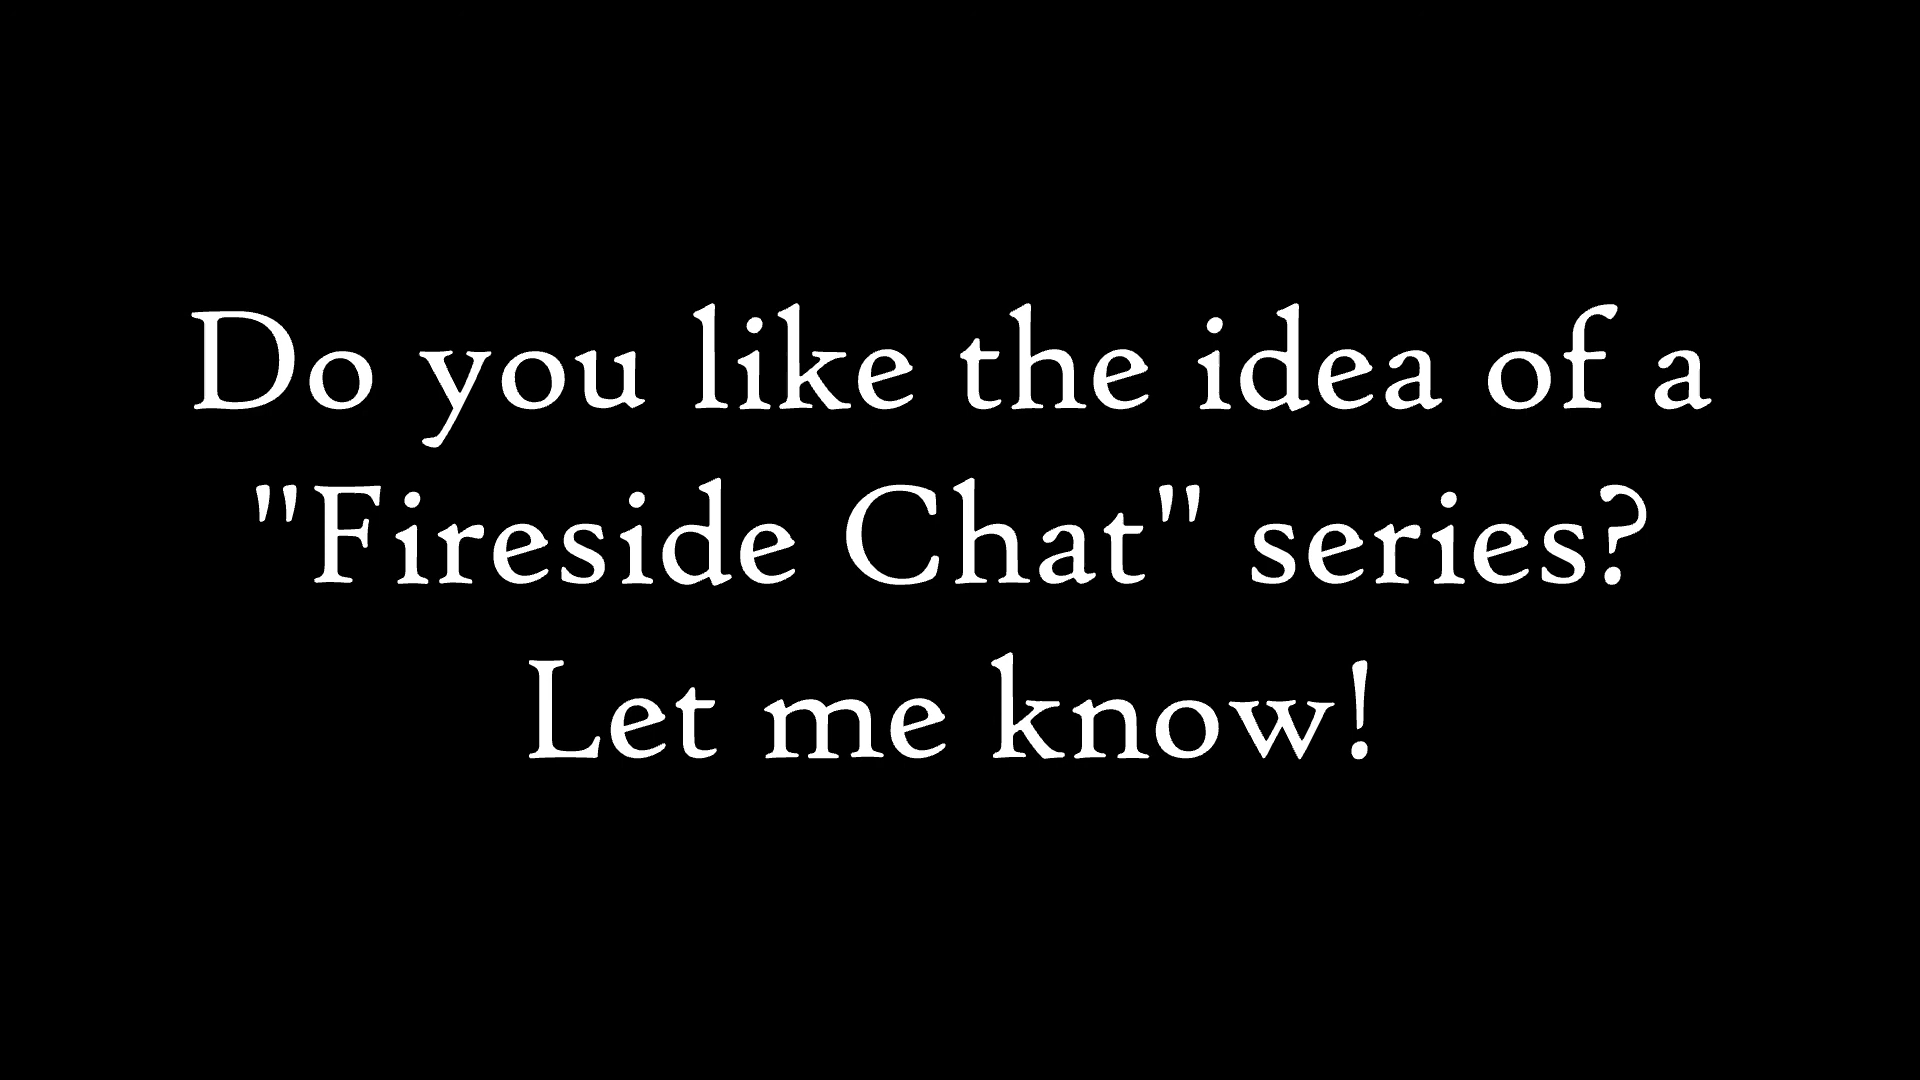 Do you like the idea of a
"Fireside Chat" series?
Let me know!